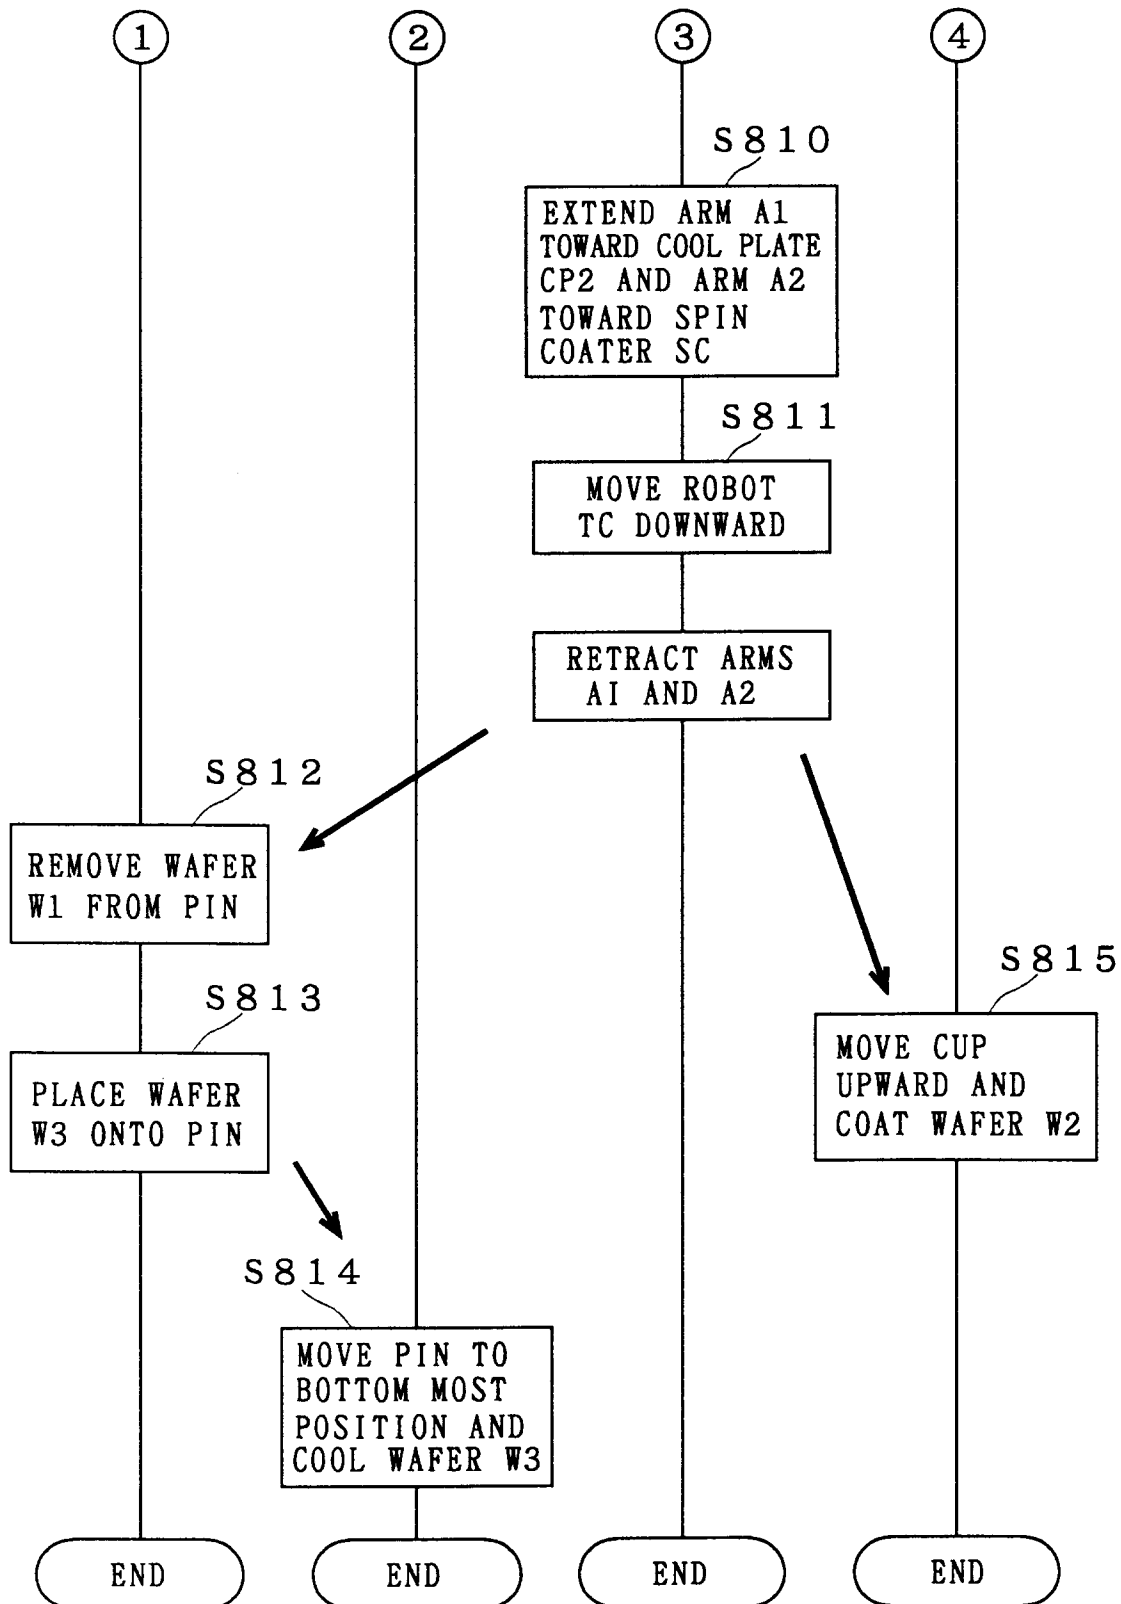 1
2
3
4
S810
EXTEND ARM A1
TOWARD COOL PLATE
CP2 AND ARM A2
TOWARD SPIN
COATER SC
S811
MOVE ROBOT
TC DOWNWARD
RETRACT ARMS
AI AND A2
S812
REMOVE WAFER
W1 FROM PIN
S813
PLACE WAFER
W3 ONTO PIN
S815
MOVE CUP
UPWARD AND
COAT WAFER W2
S814
MOVE PIN TO
BOTTOM MOST
POSITION AND
COOL WAFER W3
END
END
END
END